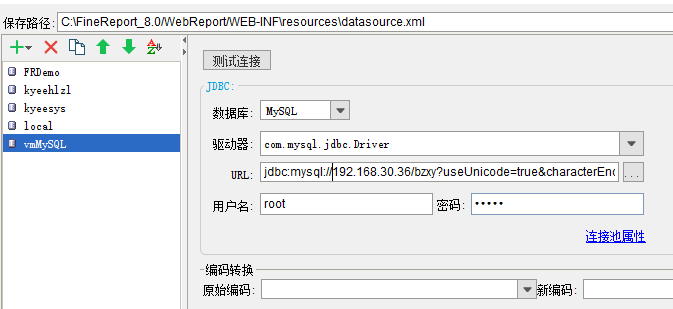 保存路径: C:\FineReport_8.0/WebReport/WEB-INF\resources\datasource.xml
FRDemo
kyeehlzl
kyeesys
local
vmMySQL
测试连接
JDBC:
数据库: MySQL
驱动器: com.mysql.jdbc.Driver
URL: jdbc:mysql://192.168.30.36/bzxy?useUnicode=true&characterEnc ...
用户名: root 密码: •••••
连接池属性
编码转换
原始编码: 新编码: